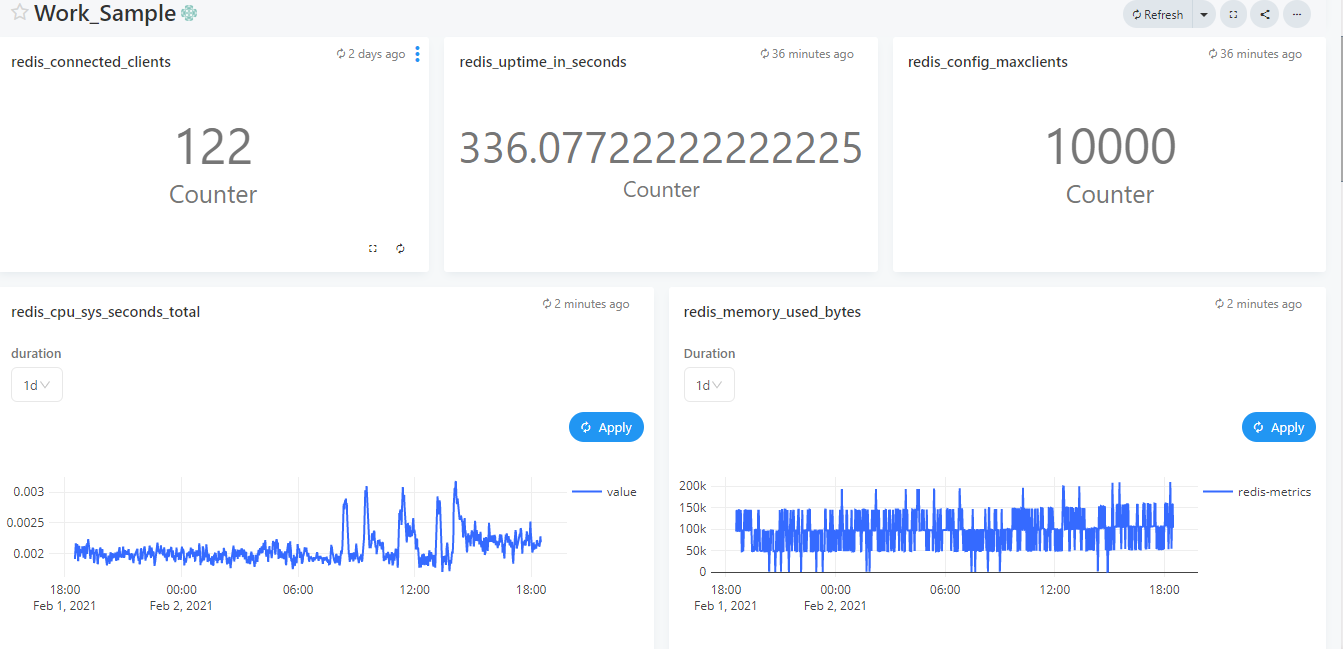 Work_Sample
Refresh
redis_connected_clients
2 days ago
122
Counter
redis_uptime_in_seconds
36 minutes ago
336.07722222222225
Counter
redis_config_maxclients
36 minutes ago
10000
Counter
redis_cpu_sys_seconds_total
2 minutes ago
duration
1d
Apply
0.003
0.0025
0.002
18:00
00:00
06:00
12:00
18:00
Feb 1, 2021
Feb 2, 2021
value
redis_memory_used_bytes
2 minutes ago
Duration
1d
Apply
200k
150k
100k
50k
0
18:00
00:00
06:00
12:00
18:00
Feb 1, 2021
Feb 2, 2021
redis-metrics